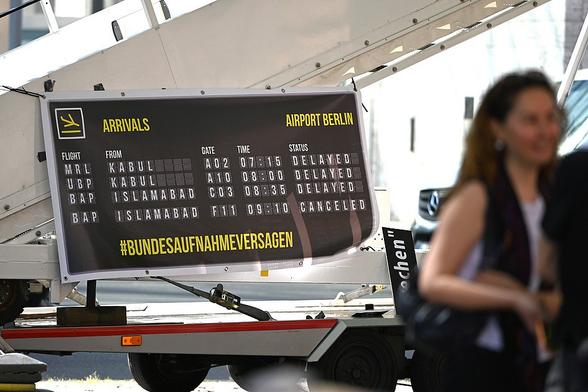 ARRIVALS AIRPORT BERLIN
FLIGHT FROM GATE TIME STATUS
MRL KABUL A02 07:15 DELAYED
UBP KABUL A10 08:00 DELAYED
BAP ISLAMABAD C03 08:35 DELAYED
BAP ISLAMABAD F11 09:10 CANCELED
#BUNDESAUFNAHMEVERSAGEN
echen"